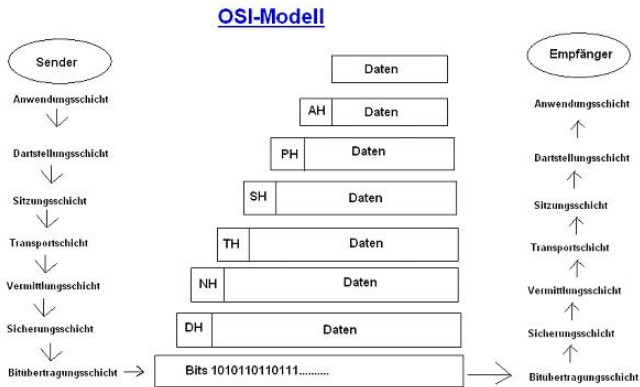 OSI-Modell
Sender
Anwendungsschicht
Dartstellungsschicht
Sitzungsschicht
Transportschicht
Vermittlungsschicht
Sicherungsschicht
Bitübertragungsschicht
Daten
AH Daten
PH Daten
SH Daten
TH Daten
NH Daten
DH Daten
Bits 1010110110111..........
Empfänger
Anwendungsschicht
Dartstellungsschicht
Sitzungsschicht
Transportschicht
Vermittlungsschicht
Sicherungsschicht
Bitübertragungsschicht